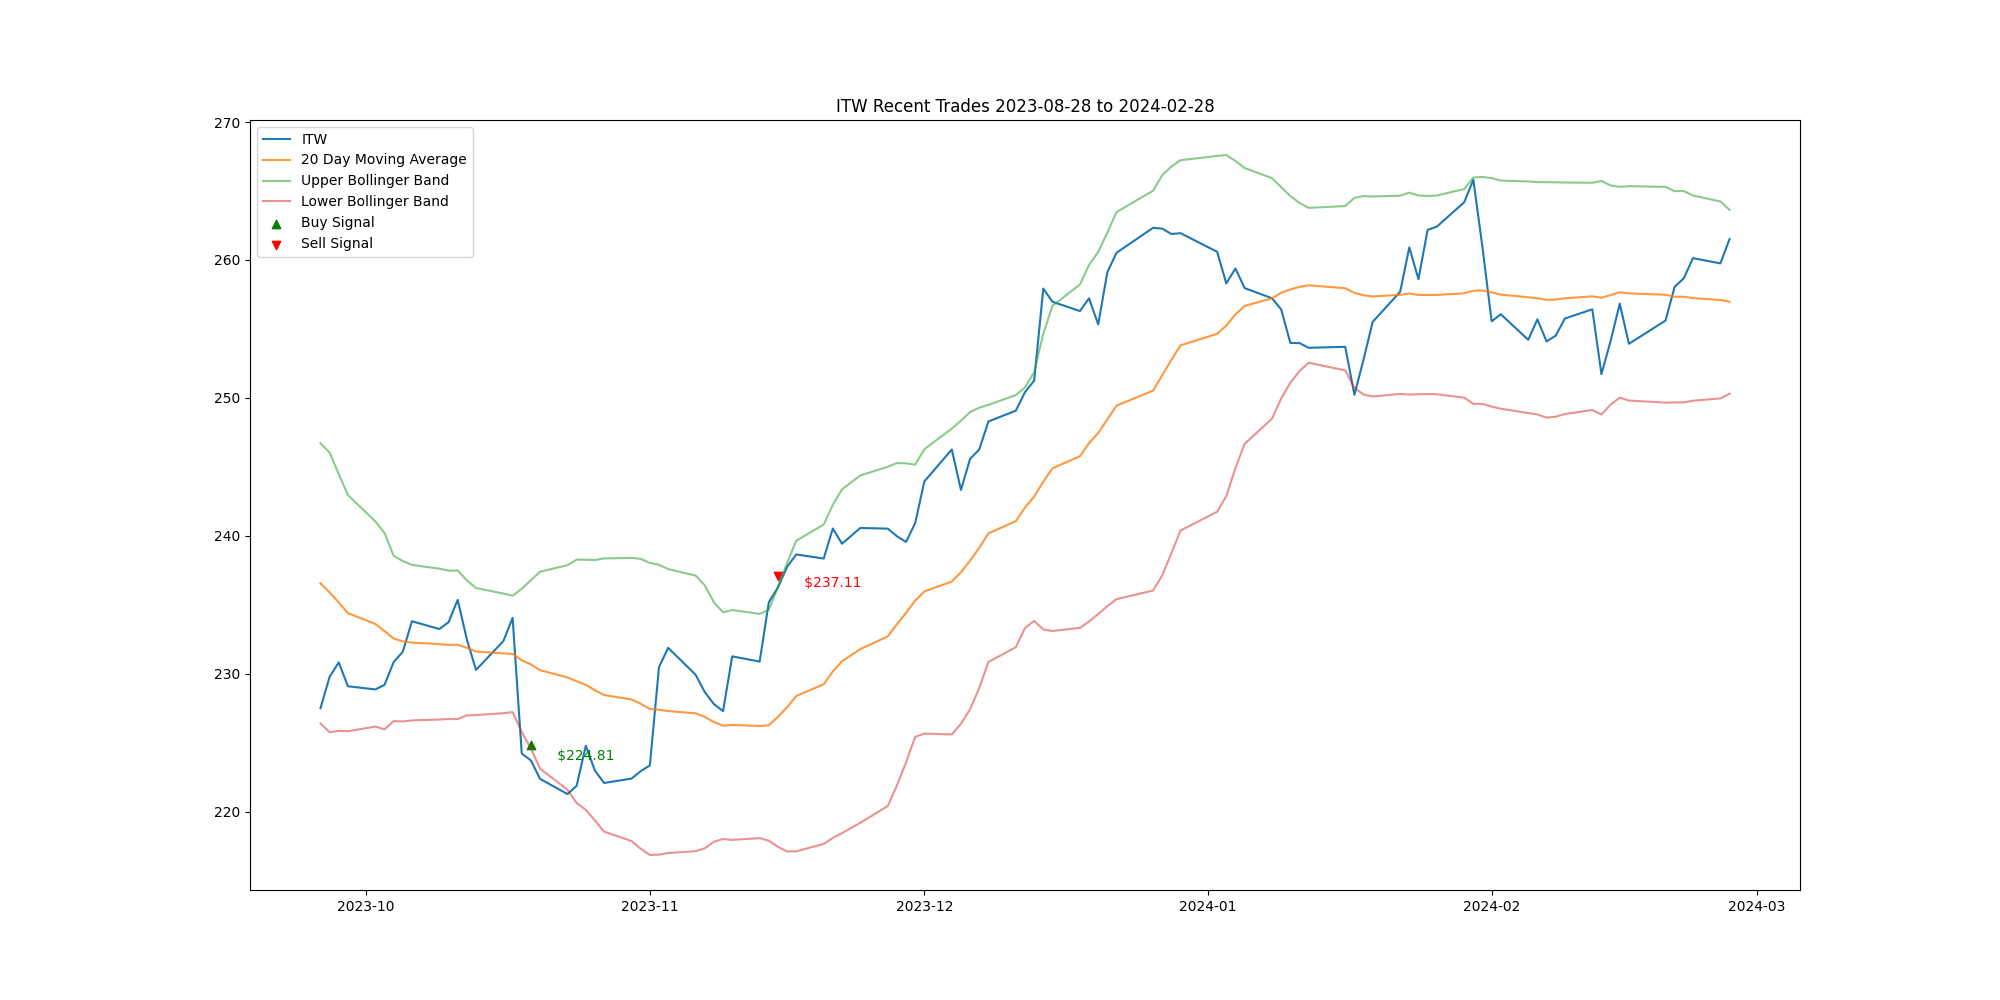 ITW Recent Trades 2023-08-28 to 2024-02-28
270
260
250
240
230
220
ITW
20 Day Moving Average
Upper Bollinger Band
Lower Bollinger Band
Buy Signal
Sell Signal
$237.11
$224.81
2023-10
2023-11
2023-12
2024-01
2024-02
2024-03